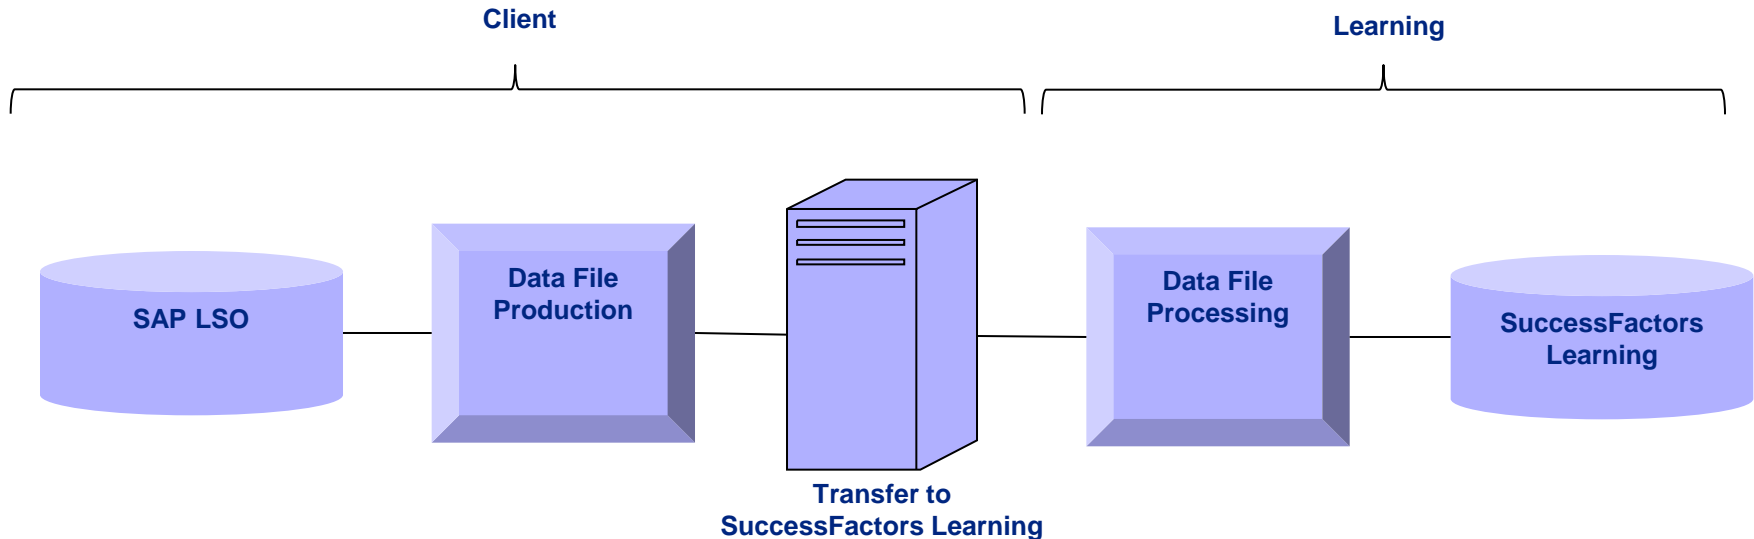 Client
Learning
SAP LSO
Data File
Production
Transfer to
SuccessFactors Learning
Data File
Processing
SuccessFactors
Learning